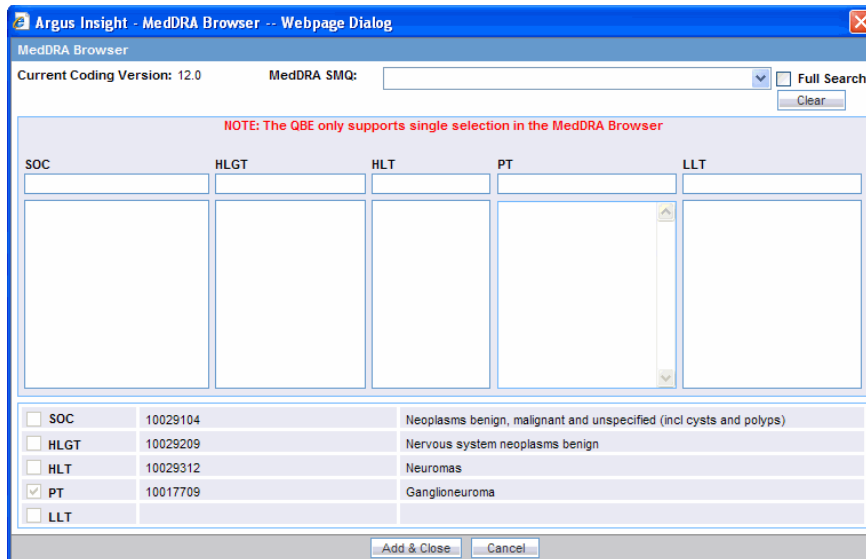 Argus Insight - MedDRA Browser -- Webpage Dialog
MedDRA Browser
Current Coding Version: 12.0 MedDRA SMQ: Full Search
Clear
NOTE: The QBE only supports single selection in the MedDRA Browser
SOC HLGT HLT PT LLT
SOC 10029104 Neoplasms benign, malignant and unspecified (incl cysts and polyps)
HLGT 10029209 Nervous system neoplasms benign
HLT 10029312 Neuromas
PT 10017709 Ganglioneuroma
LLT
Add & Close Cancel